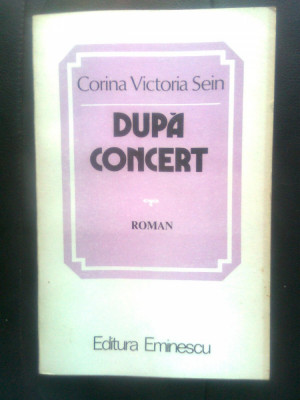 Corina Victoria Sein
DUPĂ
CONCERT
ROMAN
Editura Eminescu